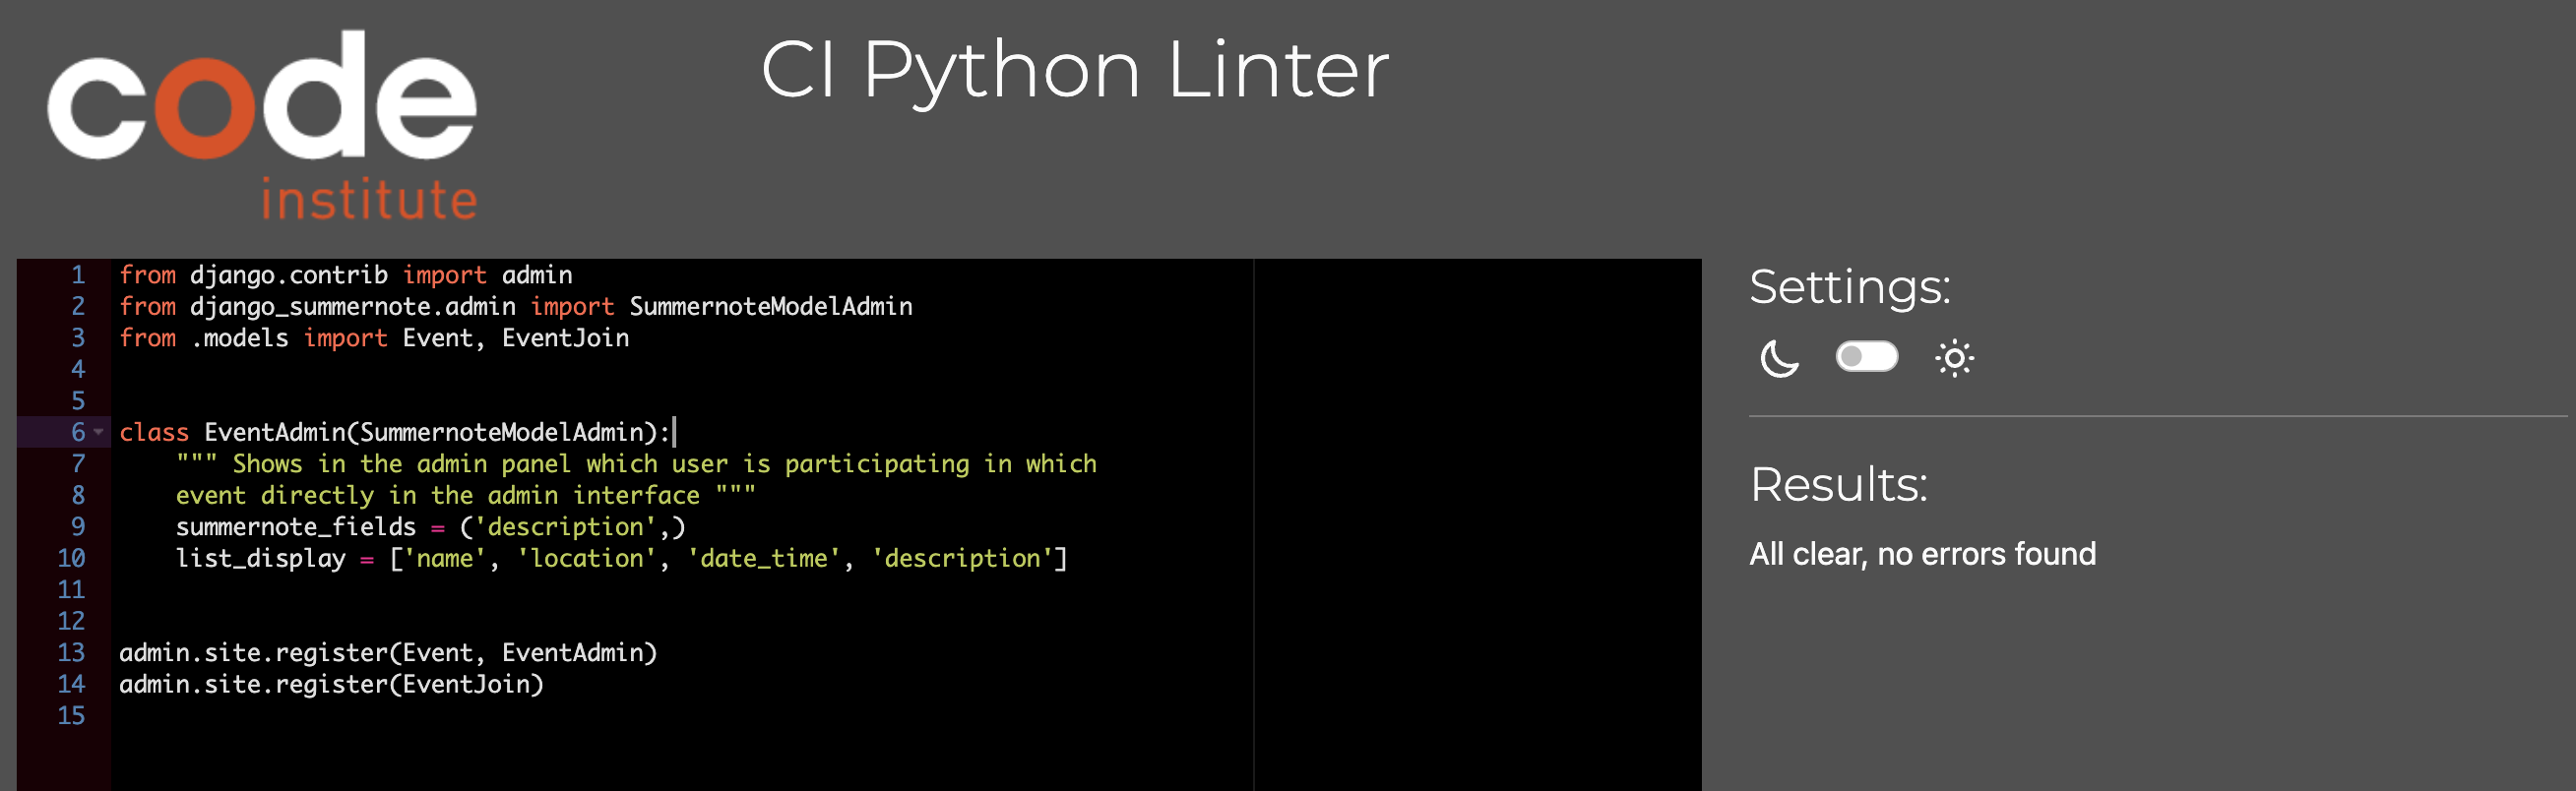 code
institute
CI Python Linter
1 from django.contrib import admin
2 from django_summernote.admin import SummernoteModelAdmin
3 from .models import Event, EventJoin
4
5
6 class EventAdmin(SummernoteModelAdmin):
7     """ Shows in the admin panel which user is participating in which
8     event directly in the admin interface """
9     summernote_fields = ('description',)
10     list_display = ['name', 'location', 'date_time', 'description']
11
12
13 admin.site.register(Event, EventAdmin)
14 admin.site.register(EventJoin)
15
Settings:
Results:
All clear, no errors found